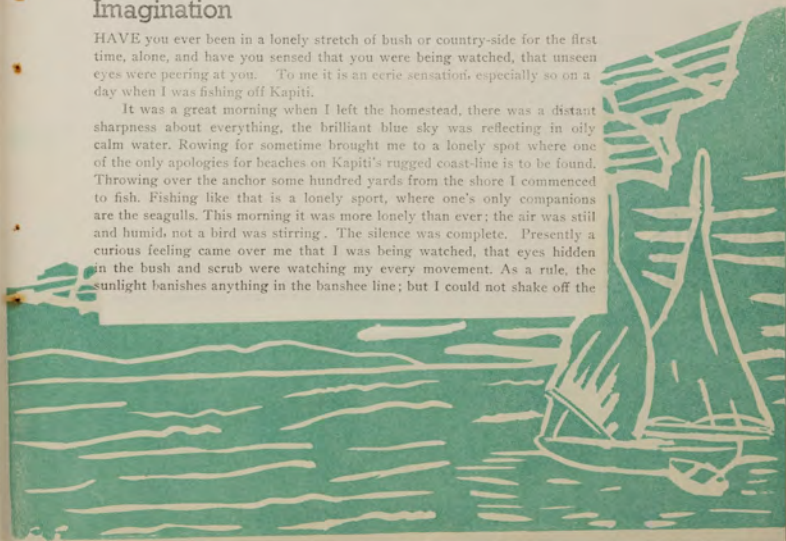 Imagination
HAVE you ever been in a lonely stretch of bush or country-side for the first
time, alone, and have you sensed that you were being watched, that unseen
eyes were peering at you. To me it is an eerie sensation, especially so on a
day when I was fishing off Kapiti.
It was a great morning when I left the homestead, there was a distant
sharpness about everything, the brilliant blue sky was reflecting in oily
calm water. Rowing for sometime brought me to a lonely spot where one
of the only apologies for beaches on Kapiti's rugged coast-line is to be found.
Throwing over the anchor some hundred yards from the shore I commenced
to fish. Fishing like that is a lonely sport, where one's only companions
are the seagulls. This morning it was more lonely than ever; the air was still
and humid, not a bird was stirring. The silence was complete. Presently a
curious feeling came over me that I was being watched, that eyes hidden
in the bush and scrub were watching my every movement. As a rule, the
sunlight banishes anything in the banshee line; but I could not shake off the